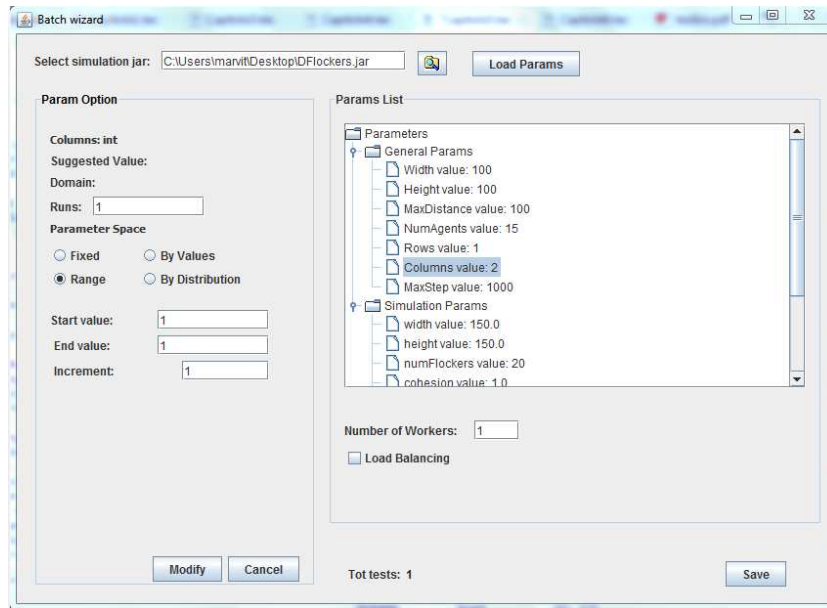 Batch wizard
Select simulation jar: C:\Users\marvit\Desktop\DFlockers.jar Load Params
Param Option
Columns: int
Suggested Value:
Domain:
Runs: 1
Parameter Space
Fixed By Values
Range By Distribution
Start value: 1
End value: 1
Increment: 1
Modify Cancel
Params List
Parameters
General Params
Width value: 100
Height value: 100
MaxDistance value: 100
NumAgents value: 15
Rows value: 1
Columns value: 2
MaxStep value: 1000
Simulation Params
width value: 150.0
height value: 150.0
numFlockers value: 20
cohesion value: 1.0
Number of Workers: 1
Load Balancing
Tot tests: 1 Save